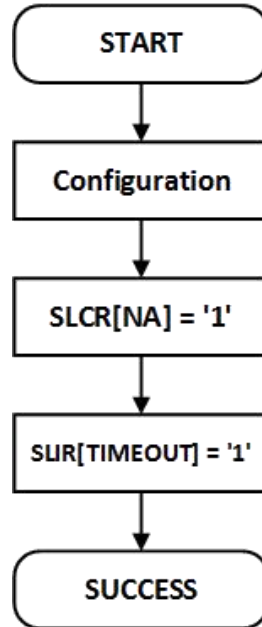 START
Configuration
SLCR[NA] = '1'
SLIR[TIMEOUT] = '1'
SUCCESS